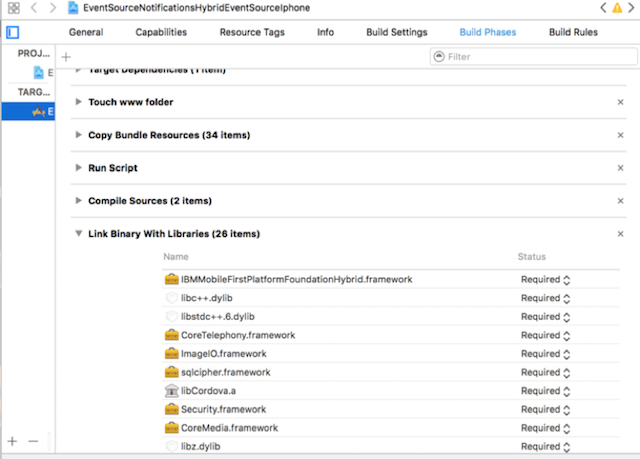 EventSourceNotificationsHybridEventSourceIphone
General Capabilities Resource Tags Info Build Settings Build Phases Build Rules
PROJ...
+ Filter
E
Target Dependencies (1 item)
TARG...
E
Touch www folder
Copy Bundle Resources (34 items)
Run Script
Compile Sources (2 items)
Link Binary With Libraries (26 items)
Name Status
IBMMobileFirstPlatformFoundationHybrid.framework Required
libc++.dylib Required
libstdc++.6.dylib Required
CoreTelephony.framework Required
ImageIO.framework Required
sqlcipher.framework Required
libCordova.a Required
Security.framework Required
CoreMedia.framework Required
libz.dylib Required